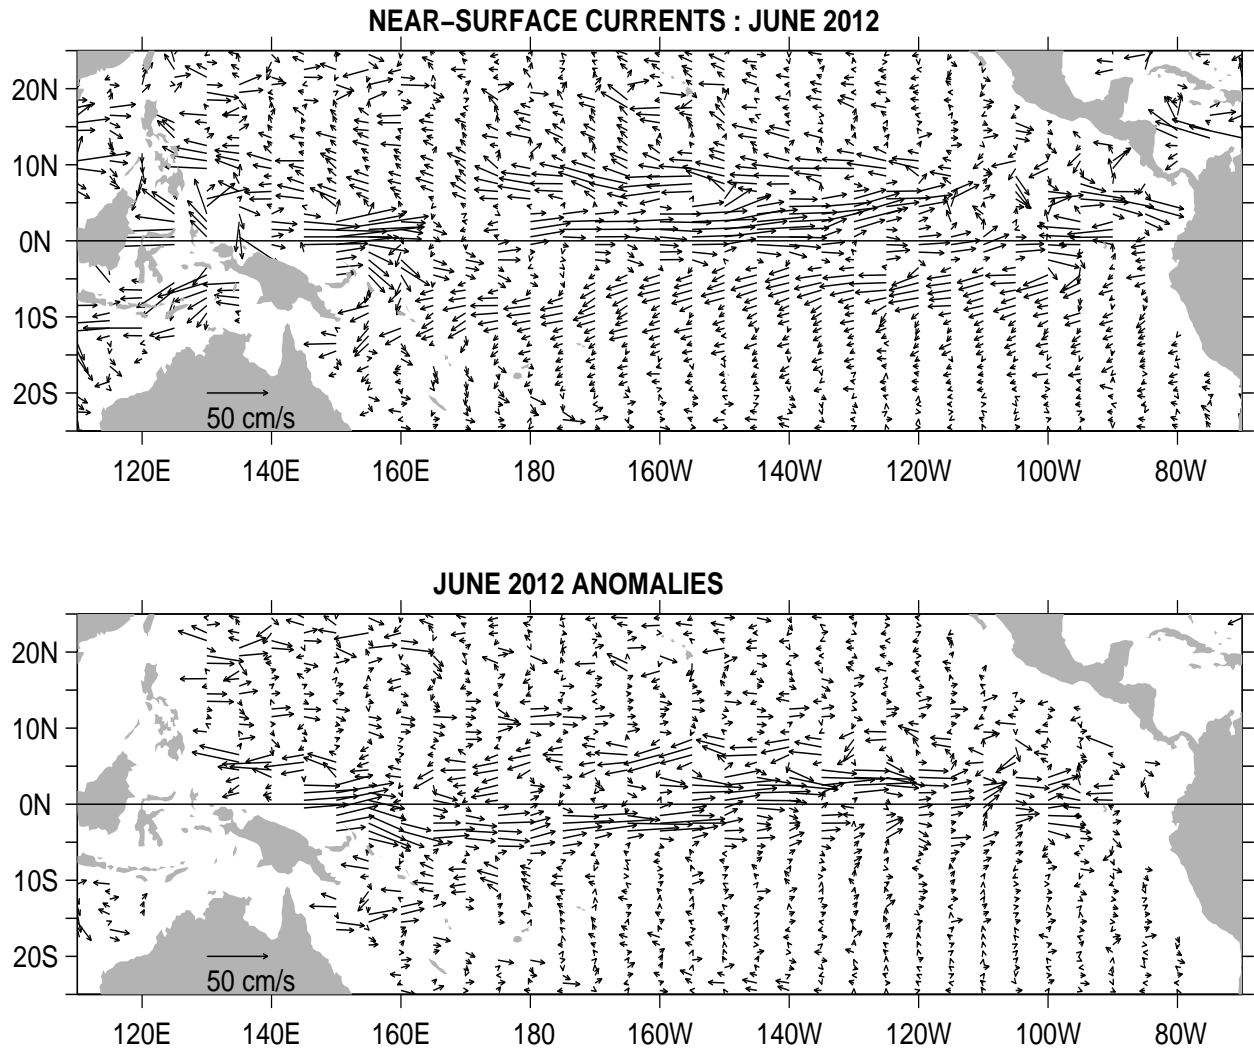 NEAR−SURFACE CURRENTS : JUNE 2012
20N
10N
0N
10S
20S
50 cm/s
120E 140E 160E 180 160W 140W 120W 100W 80W
JUNE 2012 ANOMALIES
20N
10N
0N
10S
20S
50 cm/s
120E 140E 160E 180 160W 140W 120W 100W 80W